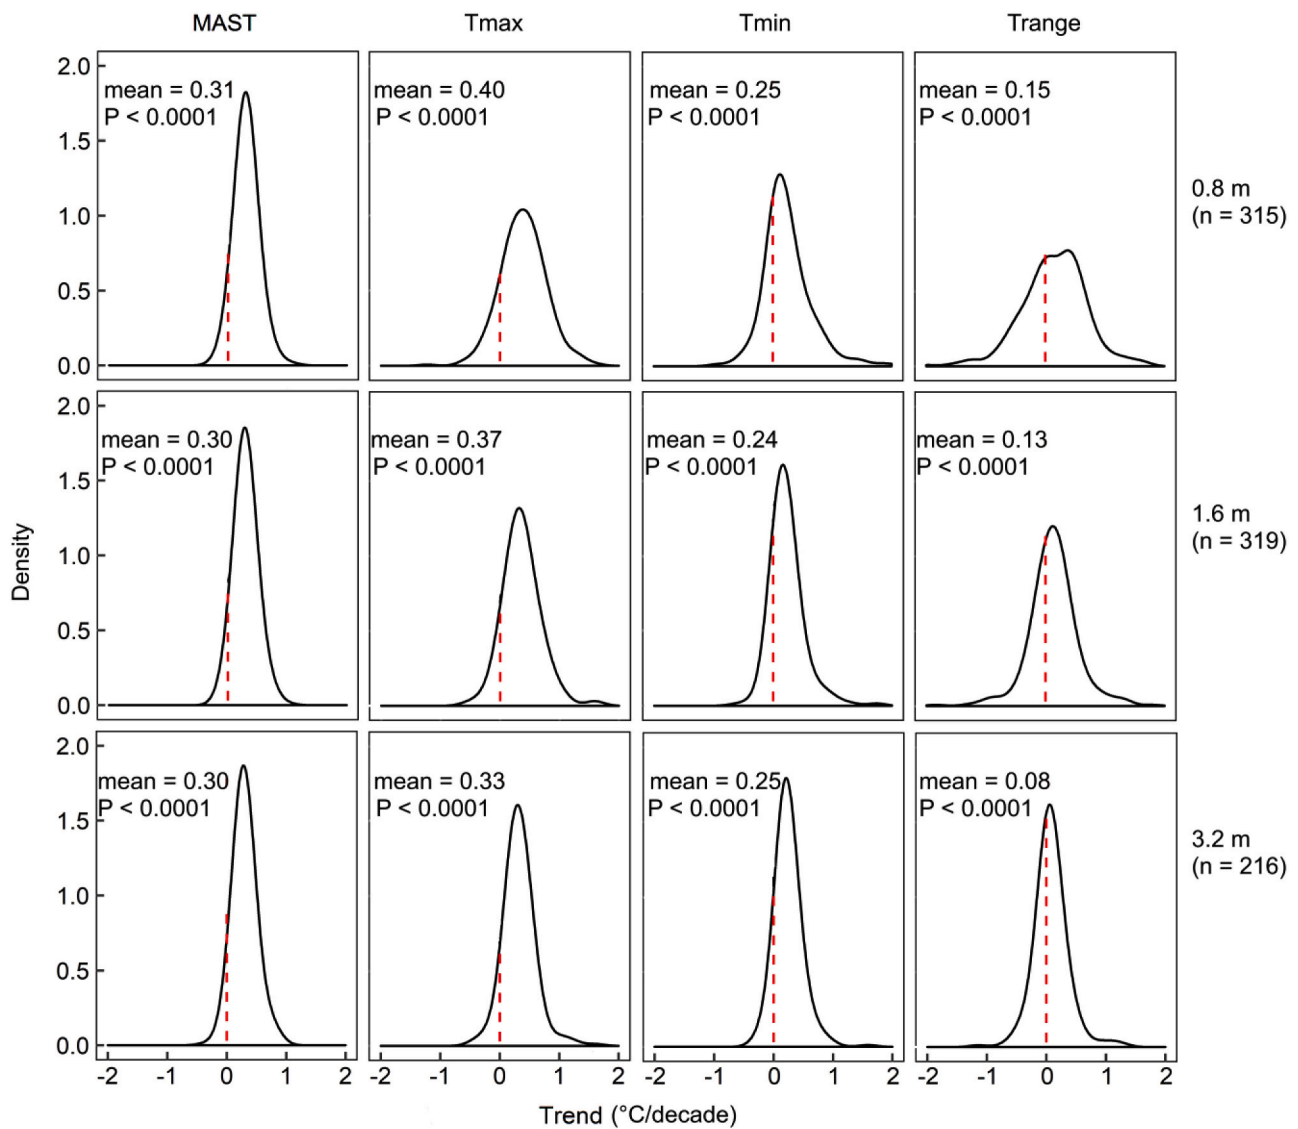 MAST Tmax Tmin Trange
2.0
mean = 0.31 mean = 0.40 mean = 0.25 mean = 0.15
P < 0.0001 P < 0.0001 P < 0.0001 P < 0.0001
1.5
0.8 m
1.0 (n = 315)
0.5
0.0
2.0
mean = 0.30 mean = 0.37 mean = 0.24 mean = 0.13
P < 0.0001 P < 0.0001 P < 0.0001 P < 0.0001
1.5
1.6 m
1.0 (n = 319)
Density
0.5
0.0
2.0
mean = 0.30 mean = 0.33 mean = 0.25 mean = 0.08
P < 0.0001 P < 0.0001 P < 0.0001 P < 0.0001
1.5
3.2 m
1.0 (n = 216)
0.5
0.0
-2 -1 0 1 2 -2 -1 0 1 2 -2 -1 0 1 2 -2 -1 0 1 2
Trend (°C/decade)